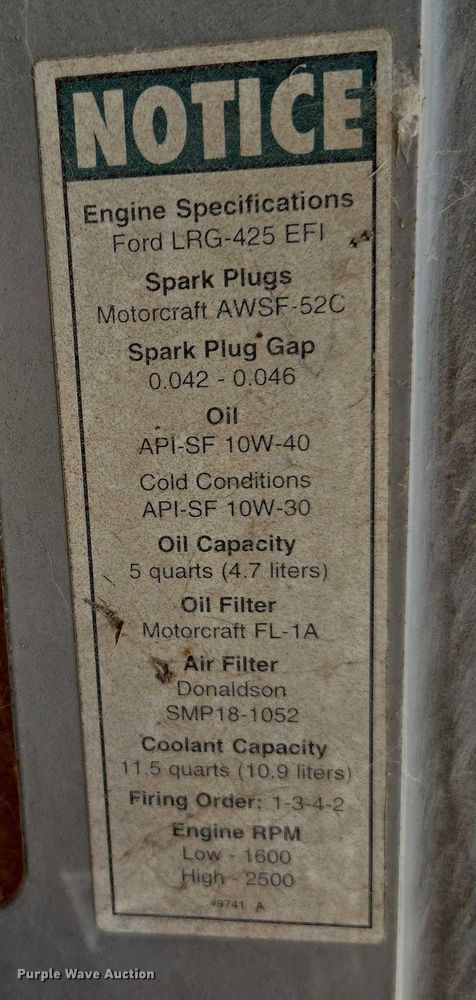 NOTICE
Engine Specifications
Ford LRG-425 EFI
Spark Plugs
Motorcraft AWSF-52C
Spark Plug Gap
0.042 - 0.046
Oil
API-SF 10W-40
Cold Conditions
API-SF 10W-30
Oil Capacity
5 quarts (4.7 liters)
Oil Filter
Motorcraft FL-1A
Air Filter
Donaldson
SMP18-1052
Coolant Capacity
11.5 quarts (10.9 liters)
Firing Order: 1-3-4-2
Engine RPM
Low - 1600
High - 2500
49741 A
Purple Wave Auction